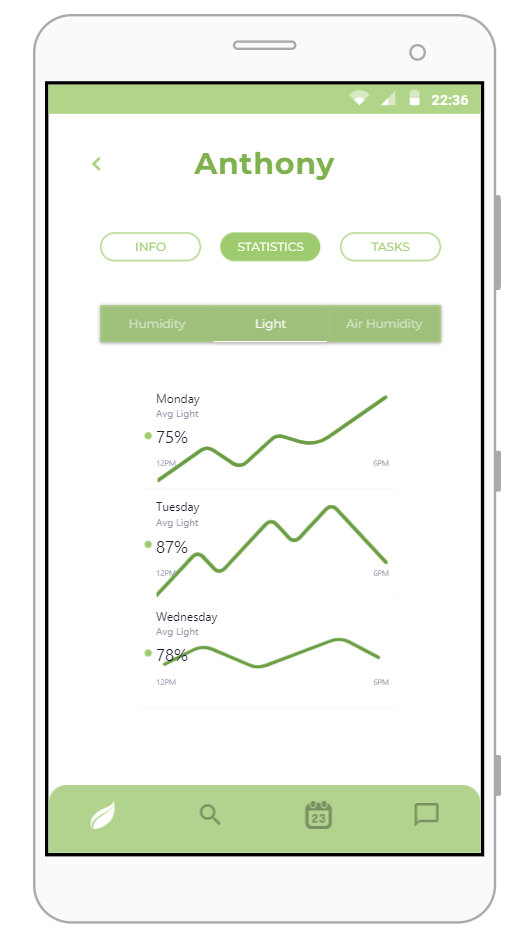 22:36
Anthony
INFO STATISTICS TASKS
Humidity Light Air Humidity
Monday
Avg Light
75%
12PM 6PM
Tuesday
Avg Light
87%
12PM 6PM
Wednesday
Avg Light
78%
12PM 6PM
23